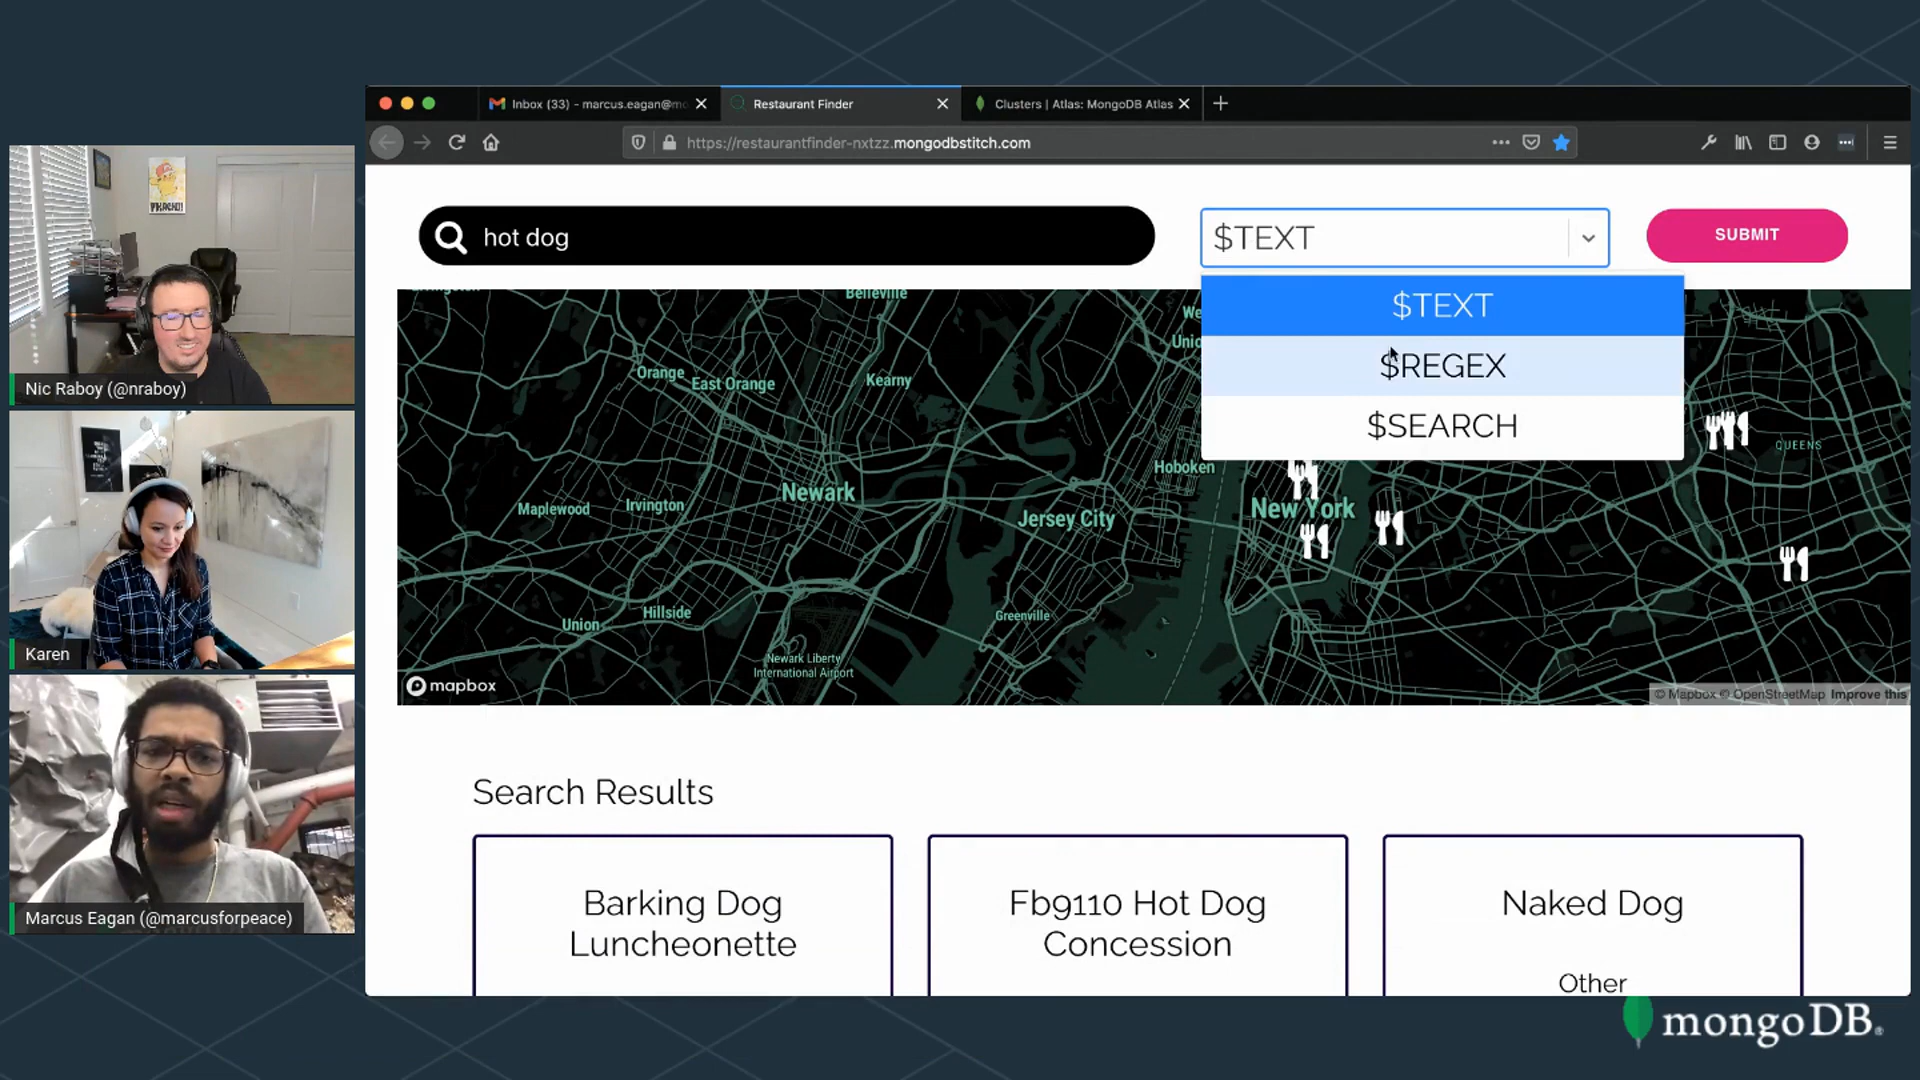 Inbox (33) - marcus.eagan@mo
Restaurant Finder
Clusters | Atlas: MongoDB Atlas
https://restaurantfinder-nxtzz.mongodbstitch.com
hot dog
$TEXT
SUBMIT
$TEXT
$REGEX
$SEARCH
Belleville
Orange
East Orange
Kearny
Maplewood
Irvington
Newark
Jersey City
Hoboken
New York
QUEENS
Union
Hillside
Greenville
Newark Liberty
International Airport
mapbox
© Mapbox © OpenStreetMap Improve this
Search Results
Barking Dog
Luncheonette
Fb9110 Hot Dog
Concession
Naked Dog
Other
Nic Raboy (@nraboy)
Karen
Marcus Eagan (@marcusforpeace)
mongoDB®